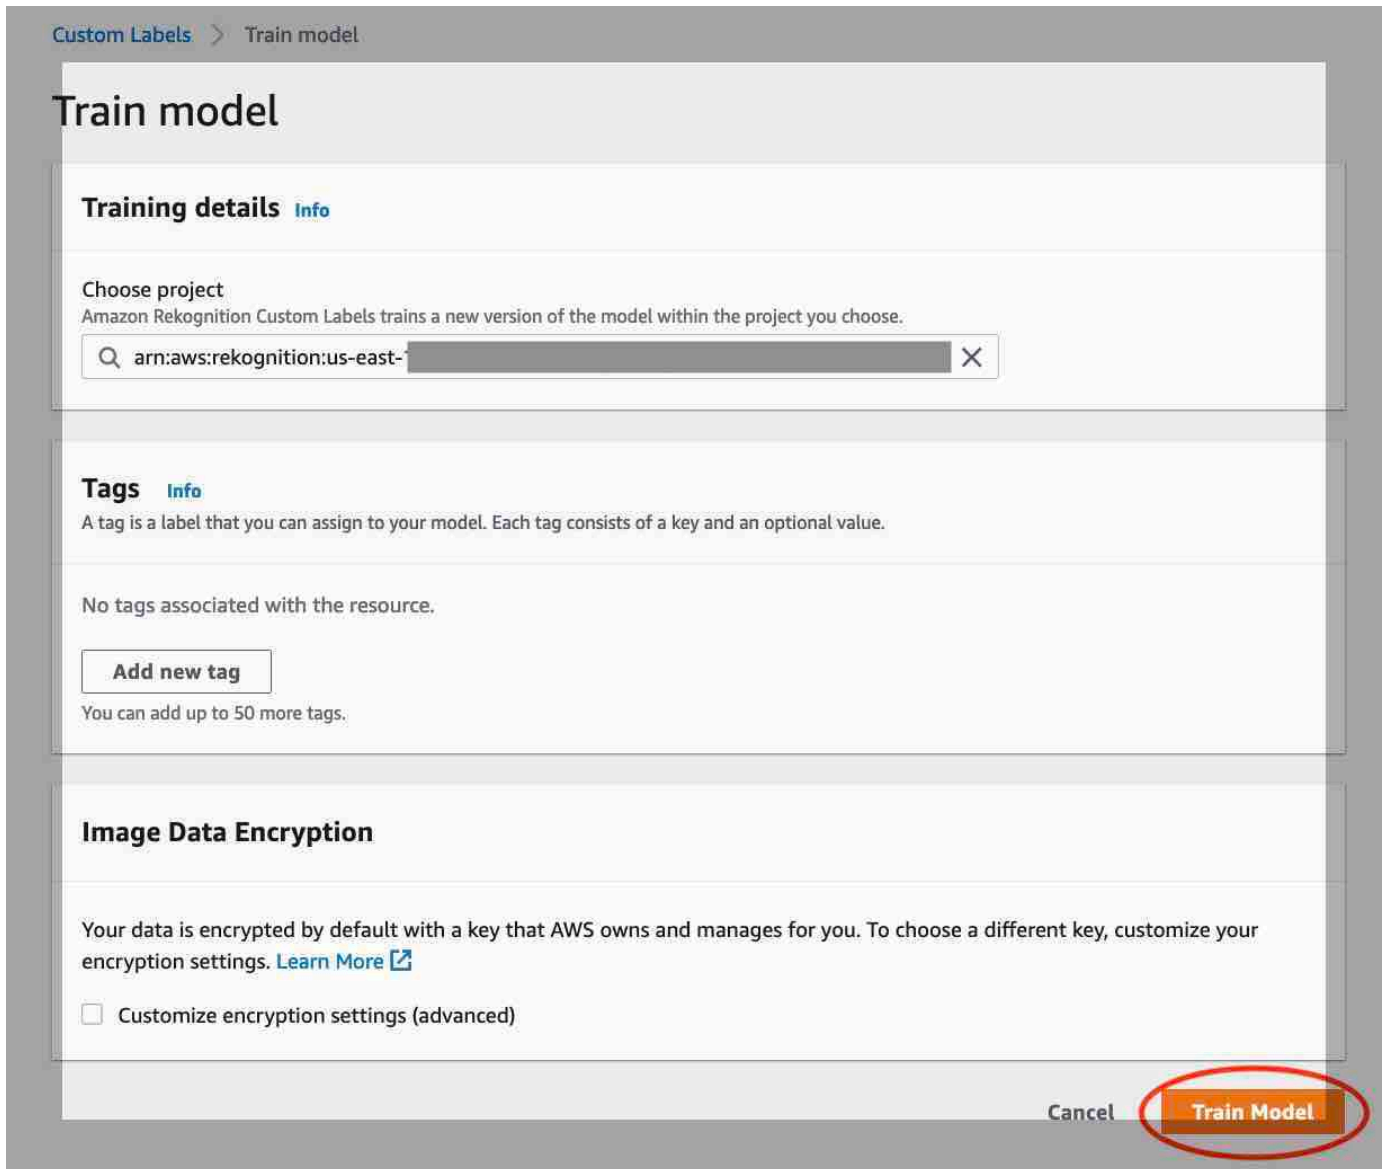 Custom Labels > Train model
Train model
Training details Info
Choose project
Amazon Rekognition Custom Labels trains a new version of the model within the project you choose.
arn:aws:rekognition:us-east-
Tags Info
A tag is a label that you can assign to your model. Each tag consists of a key and an optional value.
No tags associated with the resource.
Add new tag
You can add up to 50 more tags.
Image Data Encryption
Your data is encrypted by default with a key that AWS owns and manages for you. To choose a different key, customize your
encryption settings. Learn More
Customize encryption settings (advanced)
Cancel Train Model